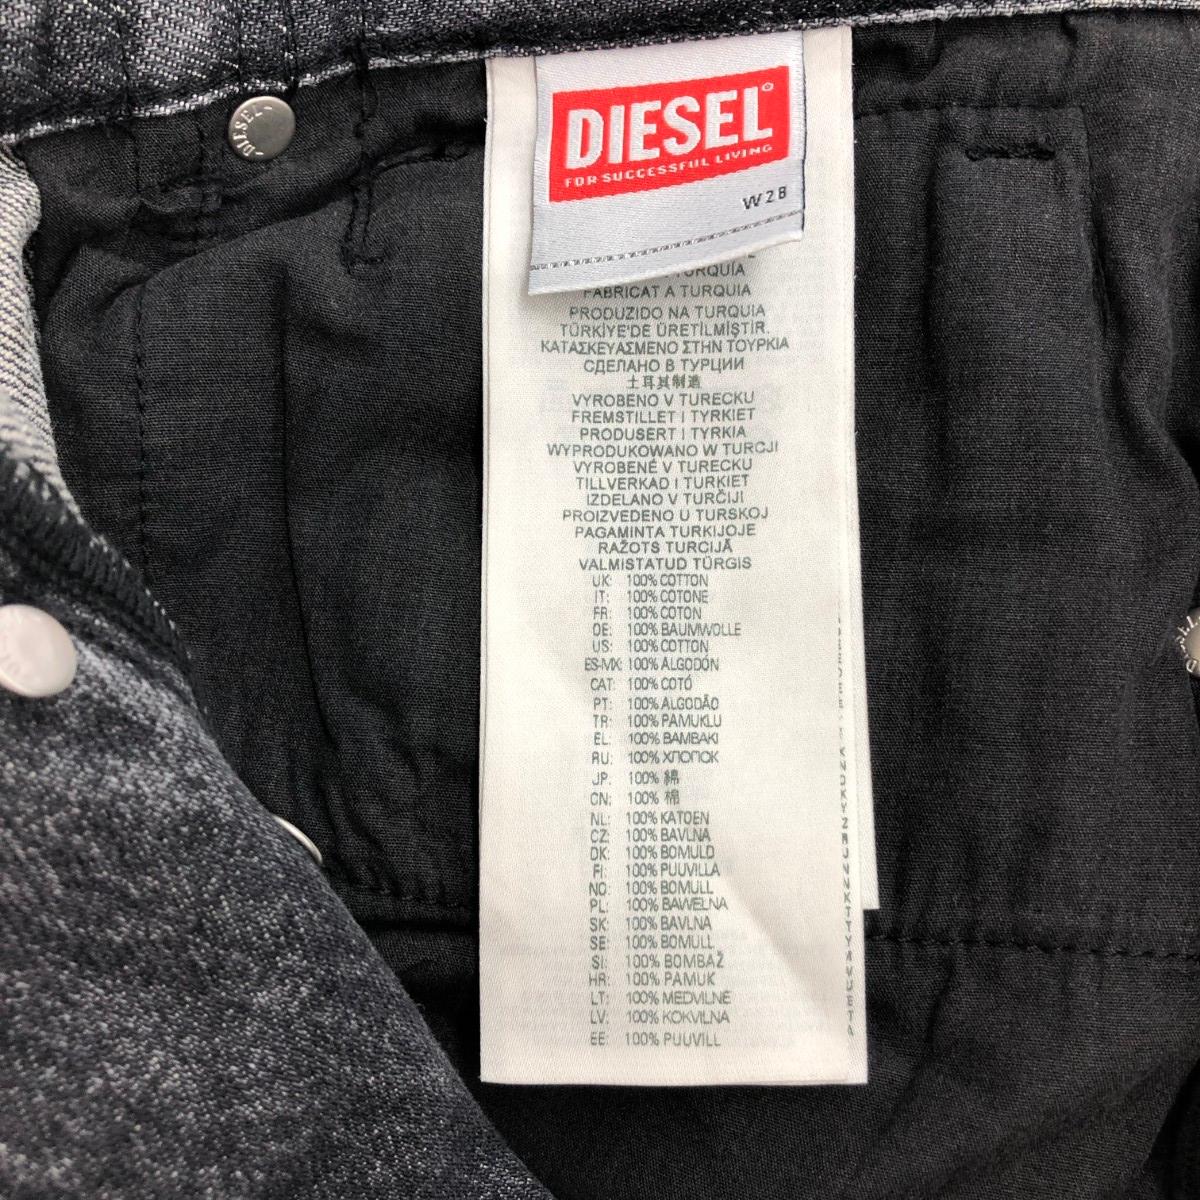 DIESEL
DIESEL®
FOR SUCCESSFUL LIVING
W 28
TURQUÍA
FABRICAT A TURQUIA
PRODUZIDO NA TURQUIA
TÜRKİYE'DE ÜRETİLMİŞTİR.
ΚΑΤΑΣΚΕΥΑΣΜΕΝΟ ΣΤΗΝ ΤΟΥΡΚΙΑ
СДЕЛАНО В ТУРЦИИ
土耳其制造
VYROBENO V TURECKU
FREMSTILLET I TYRKIET
PRODUSERT I TYRKIA
WYPRODUKOWANO W TURCJI
VYROBENÉ V TURECKU
TILLVERKAD I TURKIET
IZDELANO V TURČIJI
PROIZVEDENO U TURSKOJ
PAGAMINTA TURKIJOJE
RAŽOTS TURCIJĀ
VALMISTATUD TÜRGIS
UK: 100% COTTON
IT: 100% COTONE
FR: 100% COTON
DE: 100% BAUMWOLLE
US: 100% COTTON
ES-MX: 100% ALGODÓN
CAT: 100% COTÓ
PT: 100% ALGODÃO
TR: 100% PAMUKLU
EL: 100% ΒΑΜΒΑΚΙ
RU: 100% ХЛОПОК
JP: 100% 綿
CN: 100% 棉
NL: 100% KATOEN
CZ: 100% BAVLNA
DK: 100% BOMULD
FI: 100% PUUVILLA
NO: 100% BOMULL
PL: 100% BAWEŁNA
SK: 100% BAVLNA
SE: 100% BOMULL
SI: 100% BOMBAŽ
HR: 100% PAMUK
LT: 100% MEDVILNĖ
LV: 100% KOKVILNA
EE: 100% PUUVILL